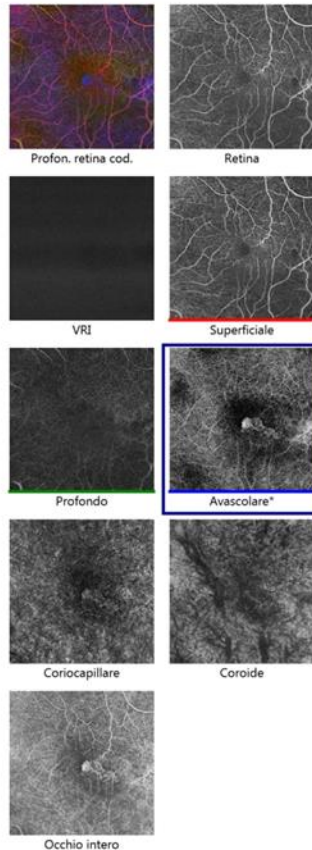 Profon. retina cod.
Retina
VRI
Superficiale
Profondo
Avascolare*
Coriocapillare
Coroide
Occhio intero